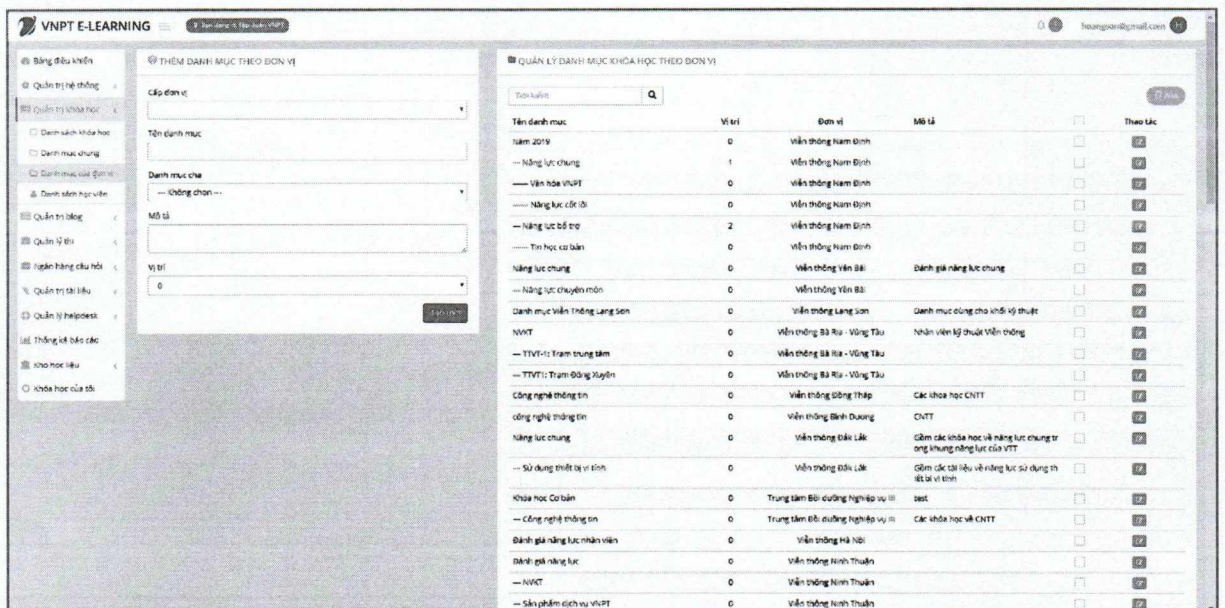 VNPT E-LEARNING
Bảng điều khiển
Quản trị hệ thống
Quản trị khóa học
Danh sách khóa học
Danh mục chung
Danh mục của đơn vị
Danh sách học viên
Quản trị blog
Quản lý thi
Ngân hàng câu hỏi
Quản trị tài liệu
Quản lý helpdesk
Thống kê báo cáo
Kho học liệu
Khóa học của tôi
THÊM DANH MỤC THEO ĐƠN VỊ
Cấp đơn vị
Tên danh mục
Danh mục cha
--- Không chọn ---
Mô tả
Vị trí
0
QUẢN LÝ DANH MỤC KHÓA HỌC THEO ĐƠN VỊ
Tìm kiếm
Xóa
Tên danh mục Vị trí Đơn vị Mô tả Thao tác
Năm 2019 0 Viễn thông Nam Định
--- Năng lực chung 1 Viễn thông Nam Định
------ Văn hóa VNPT 0 Viễn thông Nam Định
------ Năng lực cốt lõi 0 Viễn thông Nam Định
--- Năng lực bổ trợ 2 Viễn thông Nam Định
------ Tin học cơ bản 0 Viễn thông Nam Định
Năng lực chung 0 Viễn thông Yên Bái Đánh giá năng lực chung
--- Năng lực chuyên môn 0 Viễn thông Yên Bái
Danh mục Viễn Thông Lạng Sơn 0 Viễn thông Lạng Sơn Danh mục dùng cho khối kỹ thuật
NVKT 0 Viễn thông Bà Rịa - Vũng Tàu Nhân viên kỹ thuật Viễn thông
--- TTVT-1: Trạm trung tâm 0 Viễn thông Bà Rịa - Vũng Tàu
--- TTVT1: Trạm Đông Xuyên 0 Viễn thông Bà Rịa - Vũng Tàu
Công nghệ thông tin 0 Viễn thông Đồng Tháp Các khoa học CNTT
công nghệ thông tin 0 Viễn thông Bình Dương CNTT
Năng lực chung 0 Viễn thông Đắk Lắk Gồm các khóa học về năng lực chung tr
ong khung năng lực của VTT
--- Sử dụng thiết bị vi tính 0 Viễn thông Đắk Lắk Gồm các tài liệu về năng lực sử dụng th
iết bị vi tính
Khóa học Cơ bản 0 Trung tâm Bồi dưỡng Nghiệp vụ III test
--- Công nghệ thông tin 0 Trung tâm Bồi dưỡng Nghiệp vụ III Các khóa học về CNTT
Đánh giá năng lực nhân viên 0 Viễn thông Hà Nội
Đánh giá năng lực 0 Viễn thông Ninh Thuận
--- NVKT 0 Viễn thông Ninh Thuận
--- Sản phẩm dịch vụ VNPT 0 Viễn thông Ninh Thuận